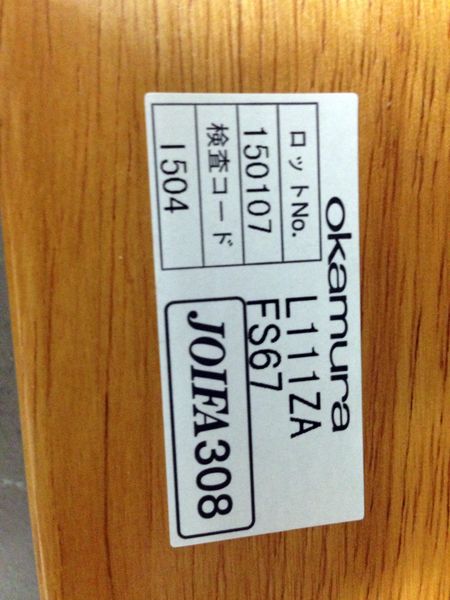 okamura
ロットNo.
150107
検査コード
I504
L111ZA
FS67
JOIFA308